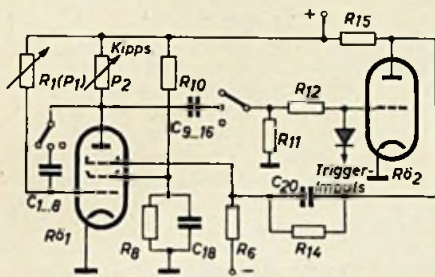 +
R15
Kipps
R1(P1)
P2
R10
R12
C9...16
R11
C1...8
Trigger-
Impuls
Rö2
C20
Rö1
R8
C18
R6
R14
-